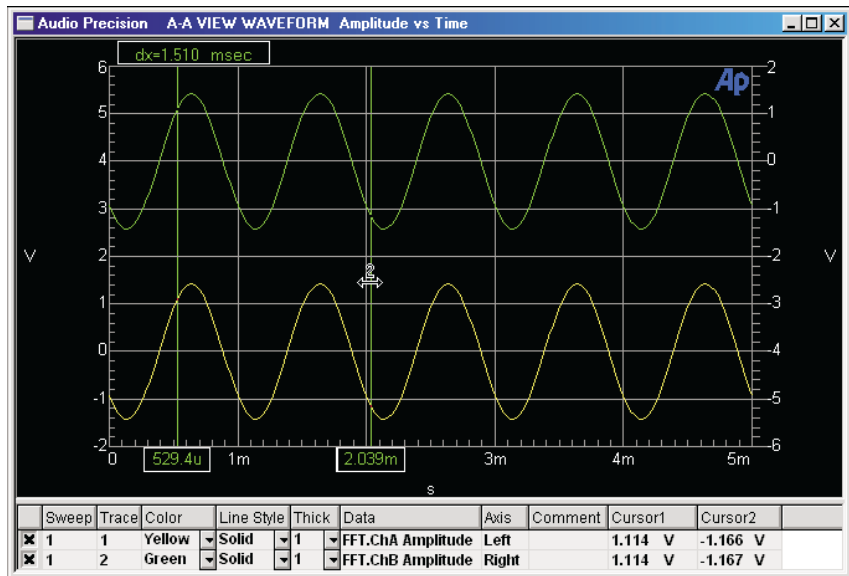 Audio Precision A-A VIEW WAVEFORM Amplitude vs Time
dx=1.510 msec
6
5
4
3
2
1
0
-1
-2
2
1
0
-1
-2
-3
-4
-5
-6
Ap
V
V
2
0
529.4u
1m
2.039m
3m
4m
5m
s
Sweep Trace Color Line Style Thick Data Axis Comment Cursor1 Cursor2
1 1 Yellow Solid 1 FFT.ChA Amplitude Left 1.114 V -1.166 V
1 2 Green Solid 1 FFT.ChB Amplitude Right 1.114 V -1.167 V